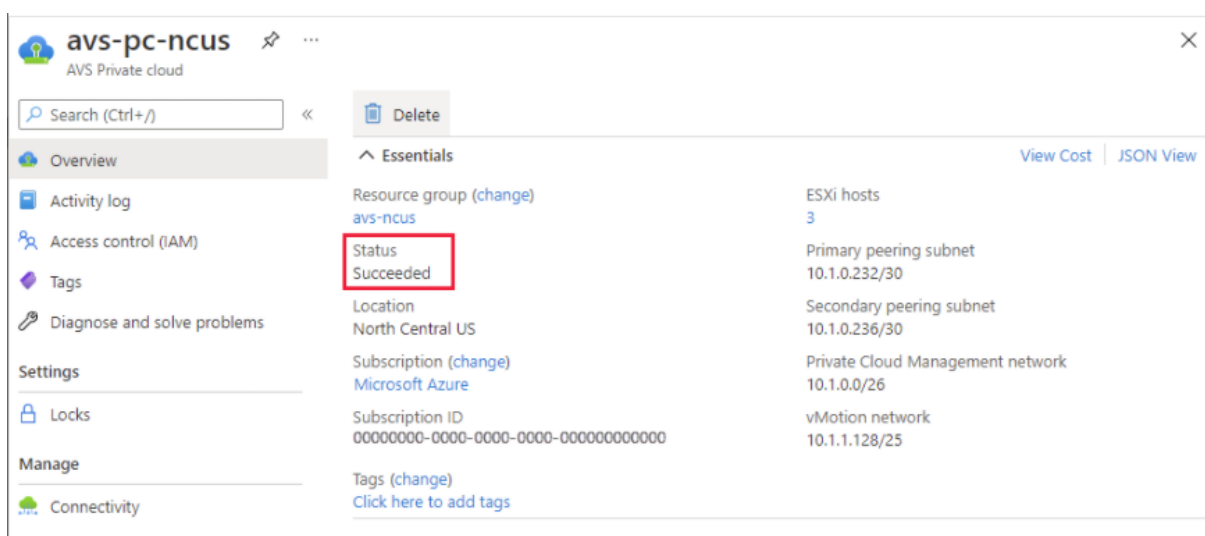 avs-pc-ncus
AVS Private cloud
Search (Ctrl+/)
Overview
Activity log
Access control (IAM)
Tags
Diagnose and solve problems
Settings
Locks
Manage
Connectivity
Delete
Essentials
View Cost
JSON View
Resource group (change)
avs-ncus
Status
Succeeded
Location
North Central US
Subscription (change)
Microsoft Azure
Subscription ID
00000000-0000-0000-0000-000000000000
Tags (change)
Click here to add tags
ESXi hosts
3
Primary peering subnet
10.1.0.232/30
Secondary peering subnet
10.1.0.236/30
Private Cloud Management network
10.1.0.0/26
vMotion network
10.1.1.128/25